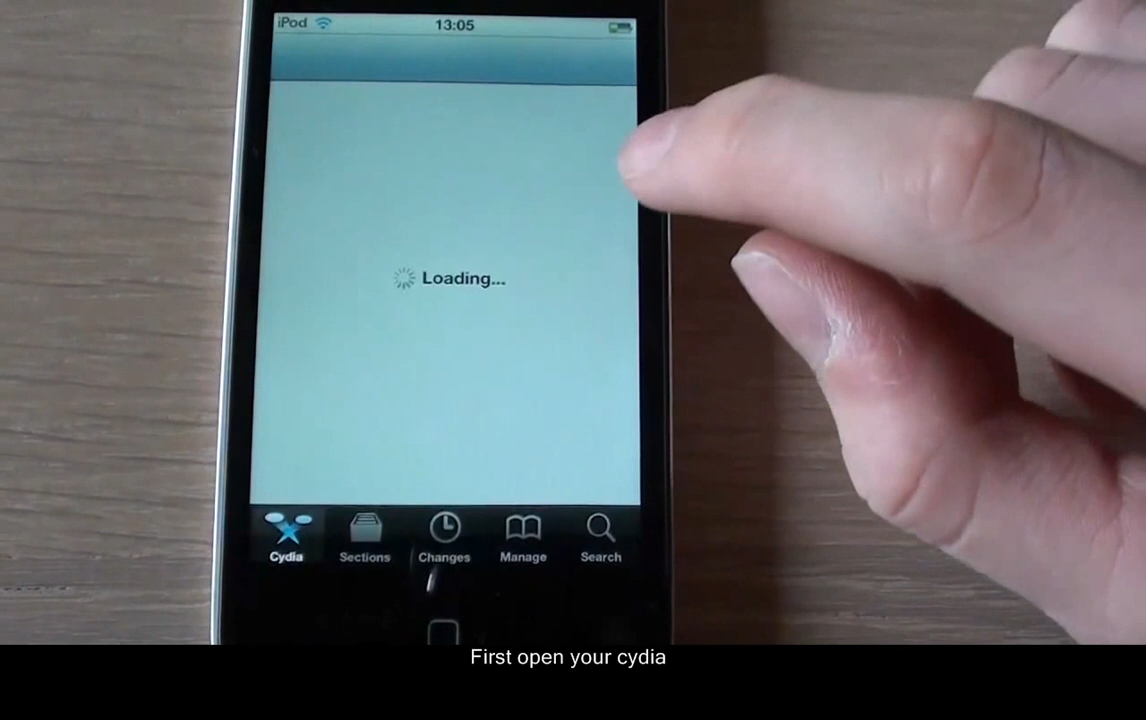 iPod 13:05
Loading...
Cydia Sections Changes Manage Search
First open your cydia